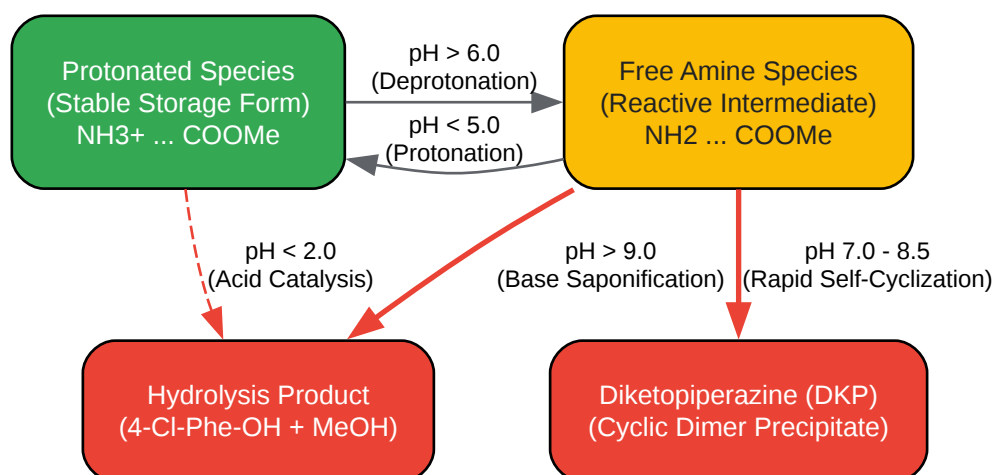 Protonated Species
(Stable Storage Form)
NH3+ ... COOMe
pH > 6.0
(Deprotonation)
pH < 5.0
(Protonation)
Free Amine Species
(Reactive Intermediate)
NH2 ... COOMe
pH < 2.0
(Acid Catalysis)
pH > 9.0
(Base Saponification)
pH 7.0 - 8.5
(Rapid Self-Cyclization)
Hydrolysis Product
(4-Cl-Phe-OH + MeOH)
Diketopiperazine (DKP)
(Cyclic Dimer Precipitate)